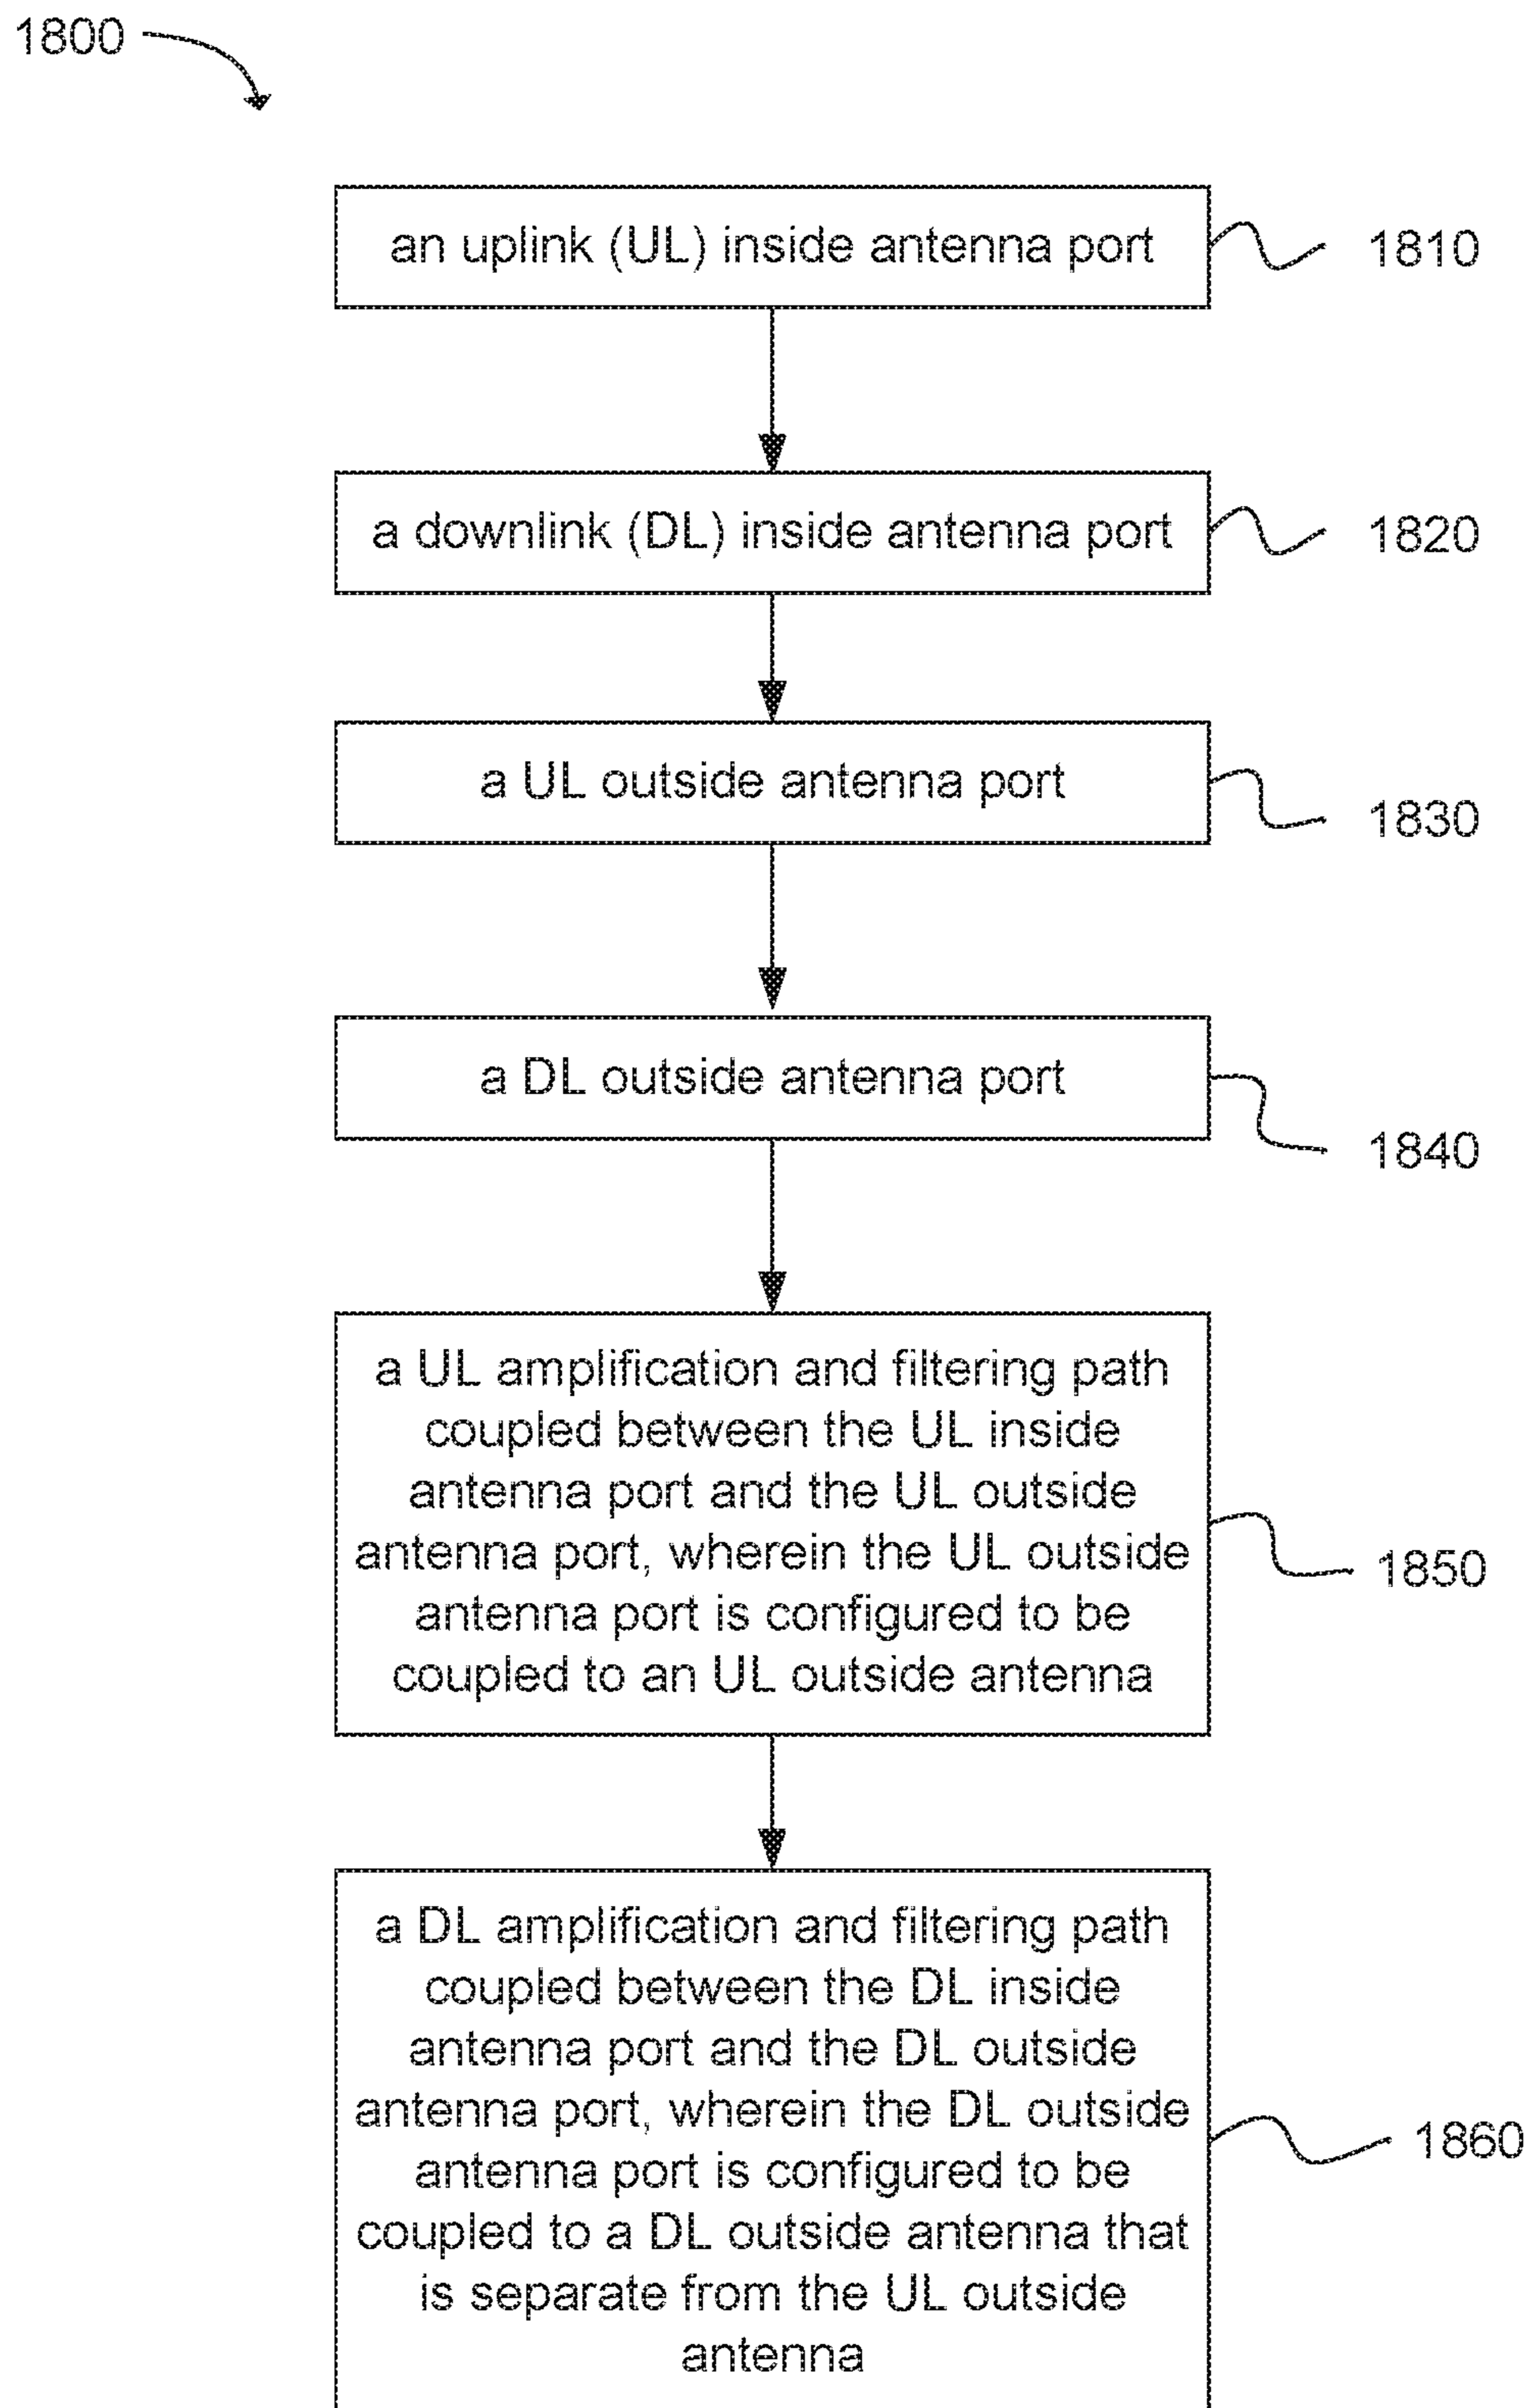 1800
an uplink (UL) inside antenna port
1810
a downlink (DL) inside antenna port
1820
a UL outside antenna port
1830
a DL outside antenna port
1840
a UL amplification and filtering path
coupled between the UL inside
antenna port and the UL outside
antenna port, wherein the UL outside
antenna port is configured to be
coupled to an UL outside antenna
1850
a DL amplification and filtering path
coupled between the DL inside
antenna port and the DL outside
antenna port, wherein the DL outside
antenna port is configured to be
coupled to a DL outside antenna that
is separate from the UL outside
antenna
1860